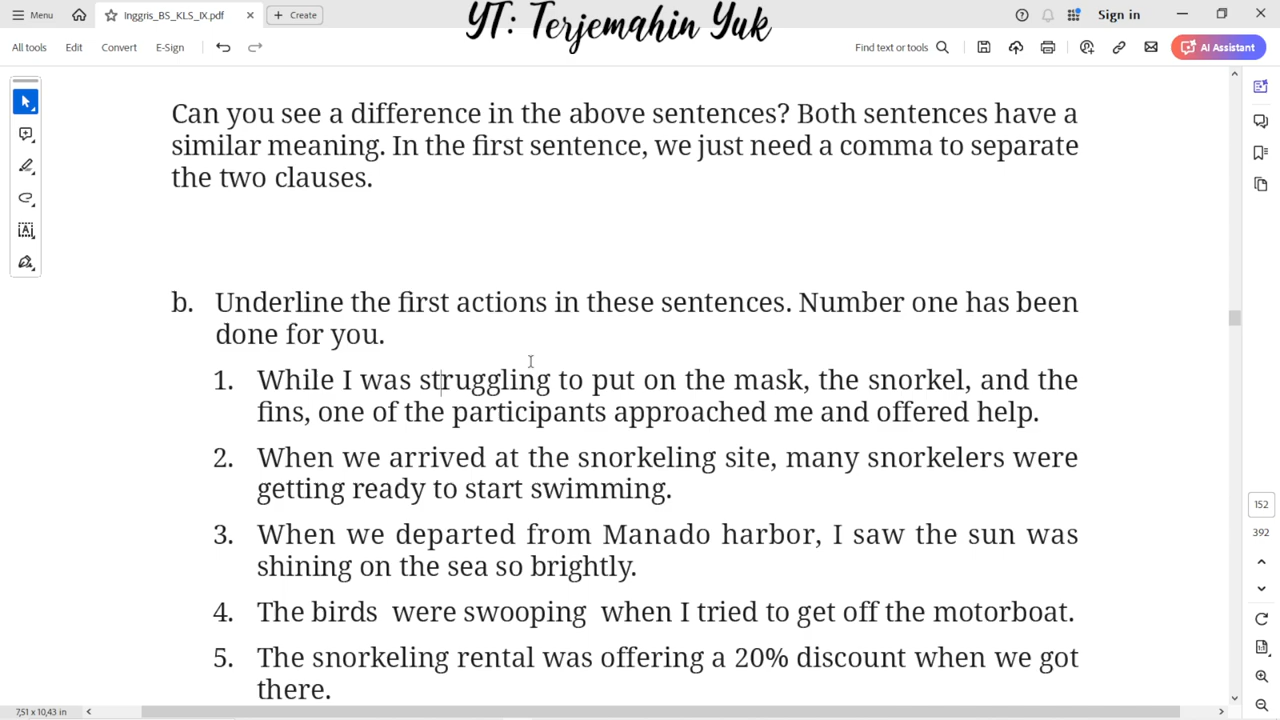 Menu
Inggris_BS_KLS_IX.pdf
Create
YT: Terjemahin Yuk
Sign in
All tools
Edit
Convert
E-Sign
Find text or tools
AI Assistant
Can you see a difference in the above sentences? Both sentences have a
similar meaning. In the first sentence, we just need a comma to separate
the two clauses.
b. Underline the first actions in these sentences. Number one has been
done for you.
1. While I was struggling to put on the mask, the snorkel, and the
fins, one of the participants approached me and offered help.
2. When we arrived at the snorkeling site, many snorkelers were
getting ready to start swimming.
3. When we departed from Manado harbor, I saw the sun was
shining on the sea so brightly.
4. The birds were swooping when I tried to get off the motorboat.
5. The snorkeling rental was offering a 20% discount when we got
there.
152
392
7,51 x 10,43 in